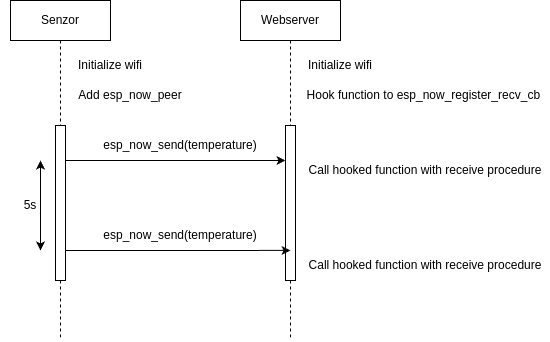 Senzor
Webserver
Initialize wifi
Initialize wifi
Add esp_now_peer
Hook function to esp_now_register_recv_cb
esp_now_send(temperature)
Call hooked function with receive procedure
5s
esp_now_send(temperature)
Call hooked function with receive procedure